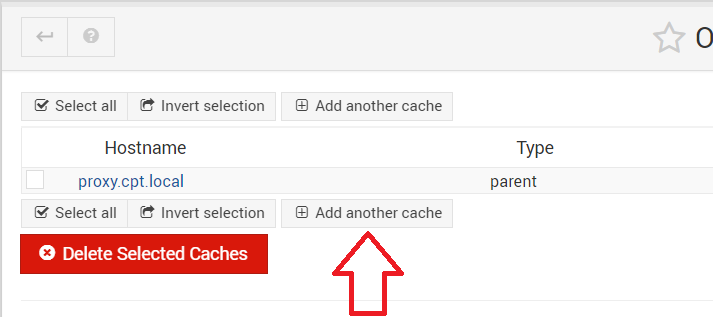 O
Select all Invert selection Add another cache
Hostname Type
proxy.cpt.local parent
Select all Invert selection Add another cache
Delete Selected Caches